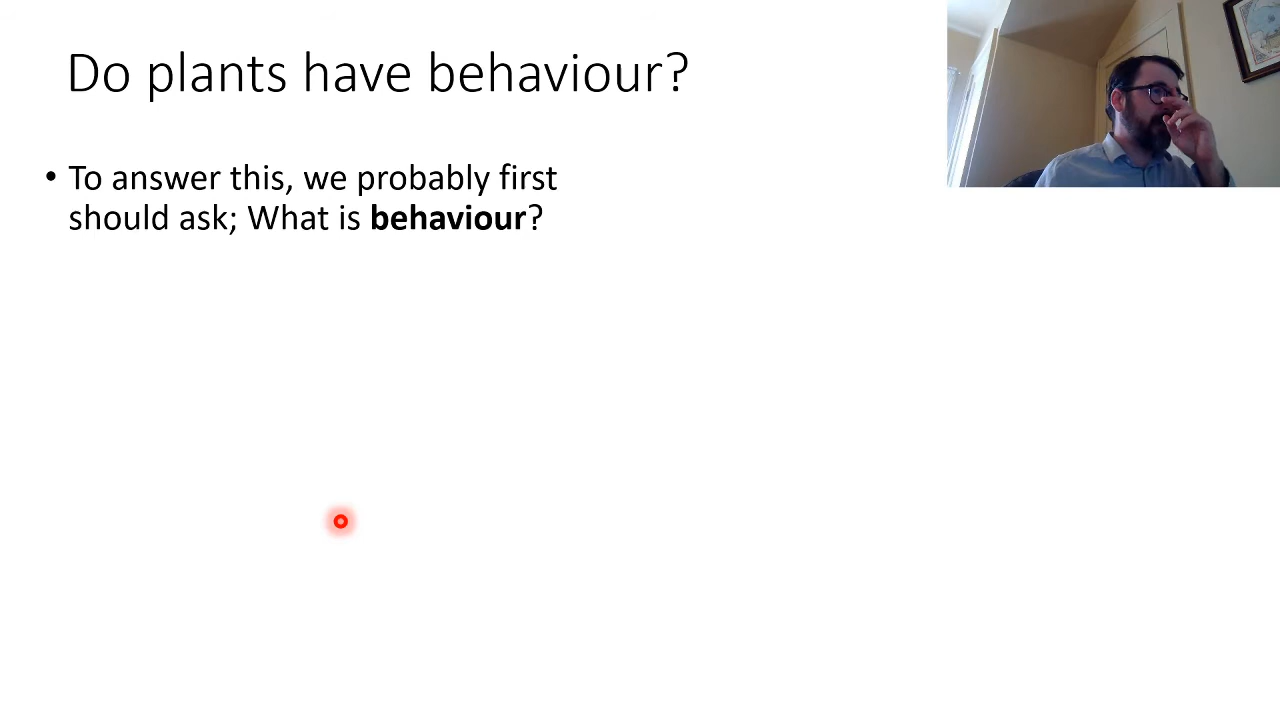 Do plants have behaviour?
• To answer this, we probably first
should ask; What is behaviour?